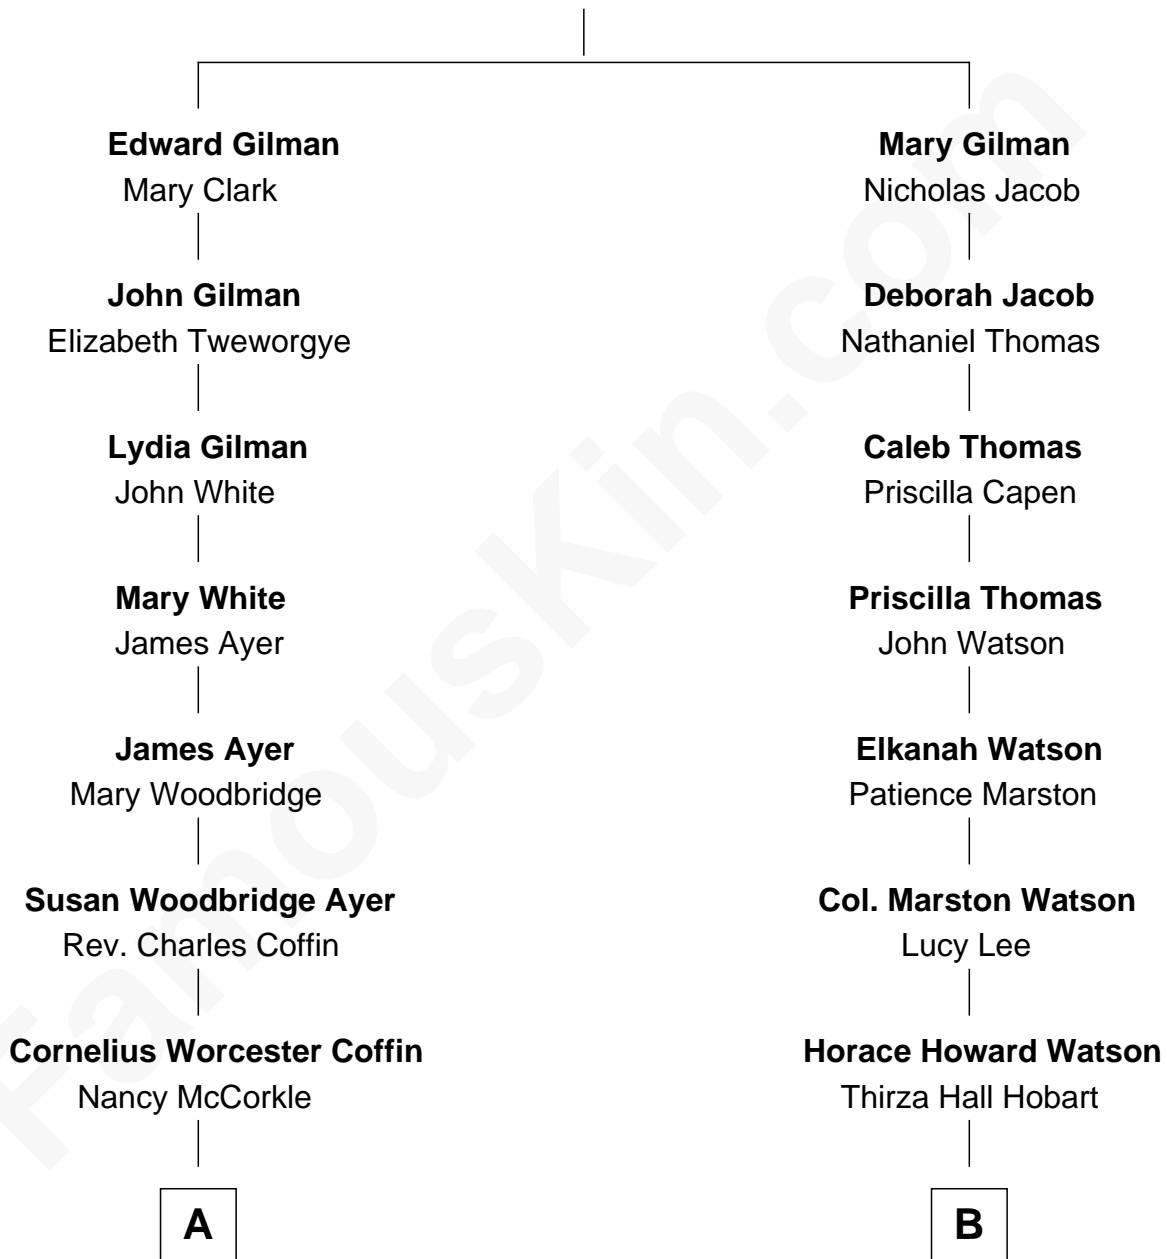 Edward Gilman
Mary Clark
John Gilman
Elizabeth Tweworgye
Lydia Gilman
John White
Mary White
James Ayer
James Ayer
Mary Woodbridge
Susan Woodbridge Ayer
Rev. Charles Coffin
Cornelius Worcester Coffin
Nancy McCorkle
A
Mary Gilman
Nicholas Jacob
Deborah Jacob
Nathaniel Thomas
Caleb Thomas
Priscilla Capen
Priscilla Thomas
John Watson
Elkanah Watson
Patience Marston
Col. Marston Watson
Lucy Lee
Horace Howard Watson
Thirza Hall Hobart
B
FamousKin.com